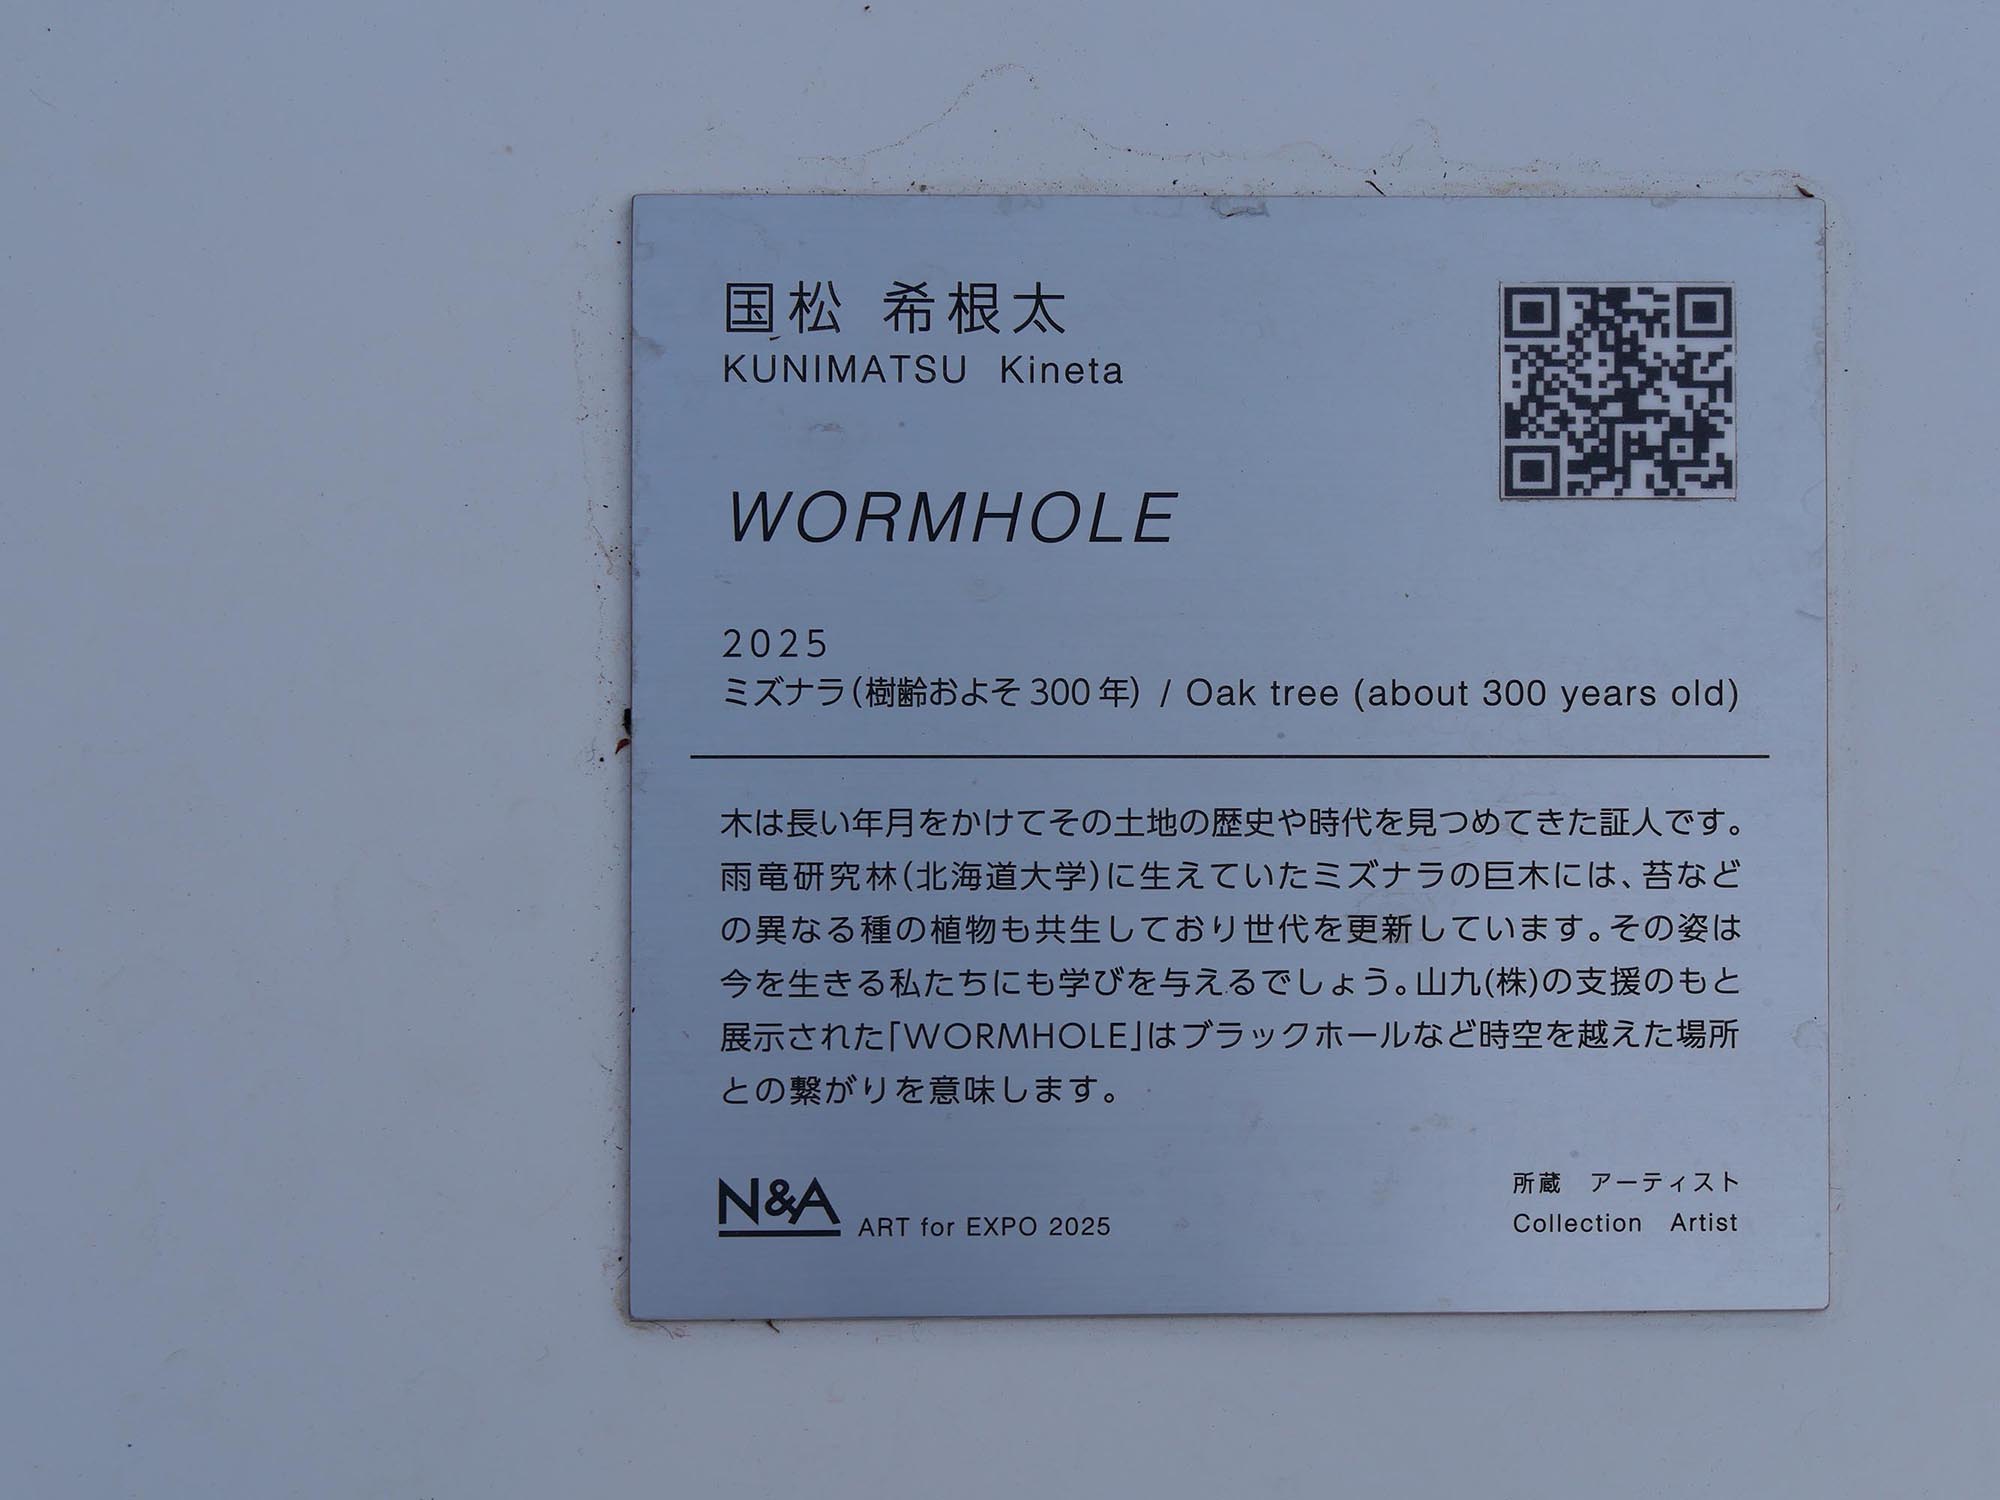 国松 希根太
KUNIMATSU Kineta
WORMHOLE
2025
ミズナラ(樹齢およそ300年) / Oak tree (about 300 years old)
木は長い年月をかけてその土地の歴史や時代を見つめてきた証人です。
雨竜研究林(北海道大学)に生えていたミズナラの巨木には、苔など
の異なる種の植物も共生しており世代を更新しています。その姿は
今を生きる私たちにも学びを与えるでしょう。山九(株)の支援のもと
展示された「WORMHOLE」はブラックホールなど時空を越えた場所
との繋がりを意味します。
N&A ART for EXPO 2025
所蔵 アーティスト
Collection Artist